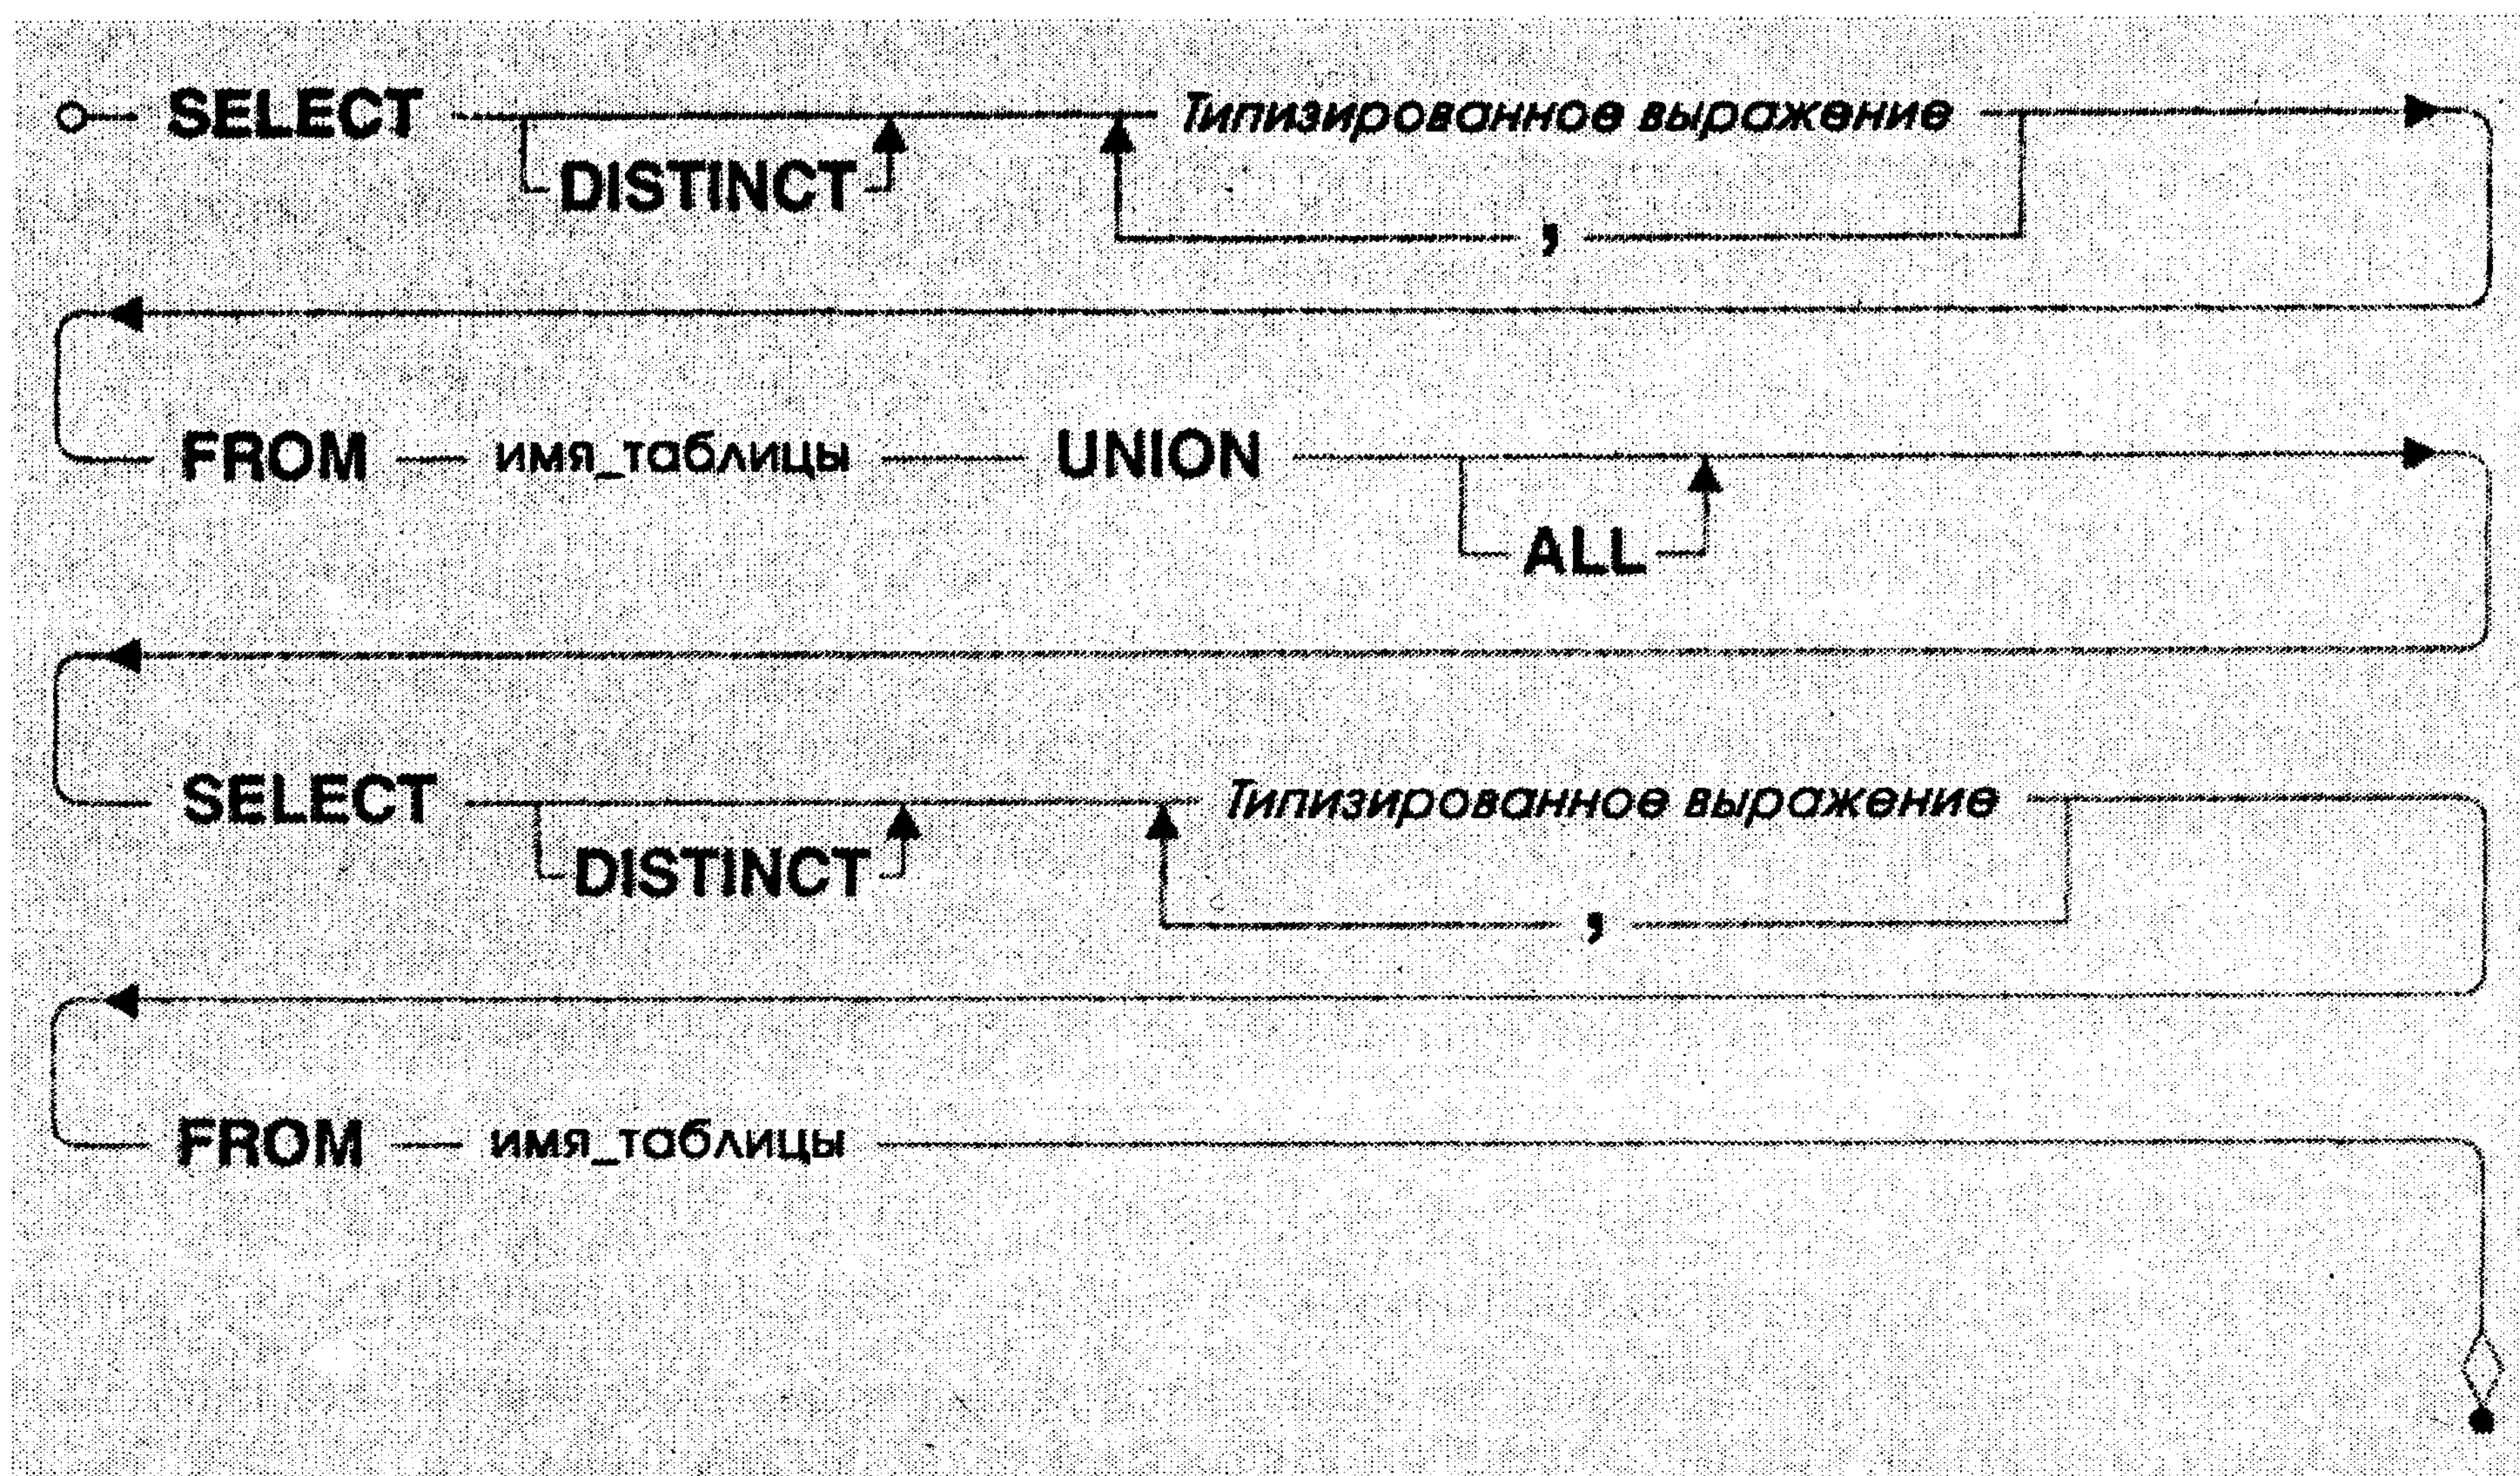 SELECT Типизированное выражение
DISTINCT
,
FROM имя_таблицы UNION
ALL
SELECT Типизированное выражение
DISTINCT
,
FROM имя_таблицы